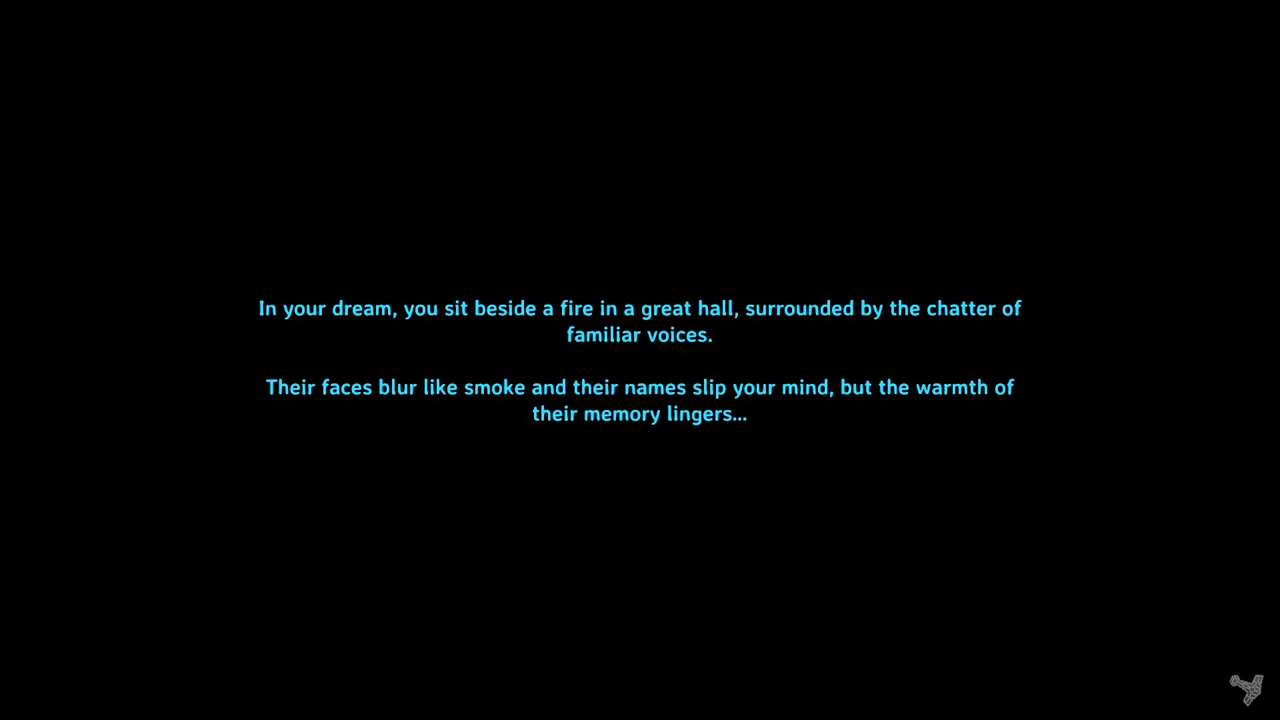 In your dream, you sit beside a fire in a great hall, surrounded by the chatter of
familiar voices.
Their faces blur like smoke and their names slip your mind, but the warmth of
their memory lingers...